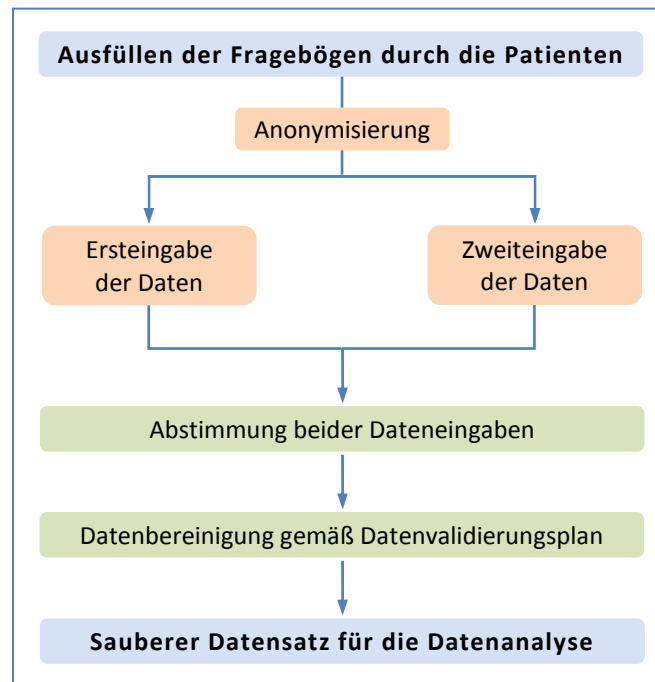 Ausfüllen der Fragebögen durch die Patienten
Anonymisierung
Ersteingabe
der Daten
Zweiteingabe
der Daten
Abstimmung beider Dateneingaben
Datenbereinigung gemäß Datenvalidierungsplan
Sauberer Datensatz für die Datenanalyse